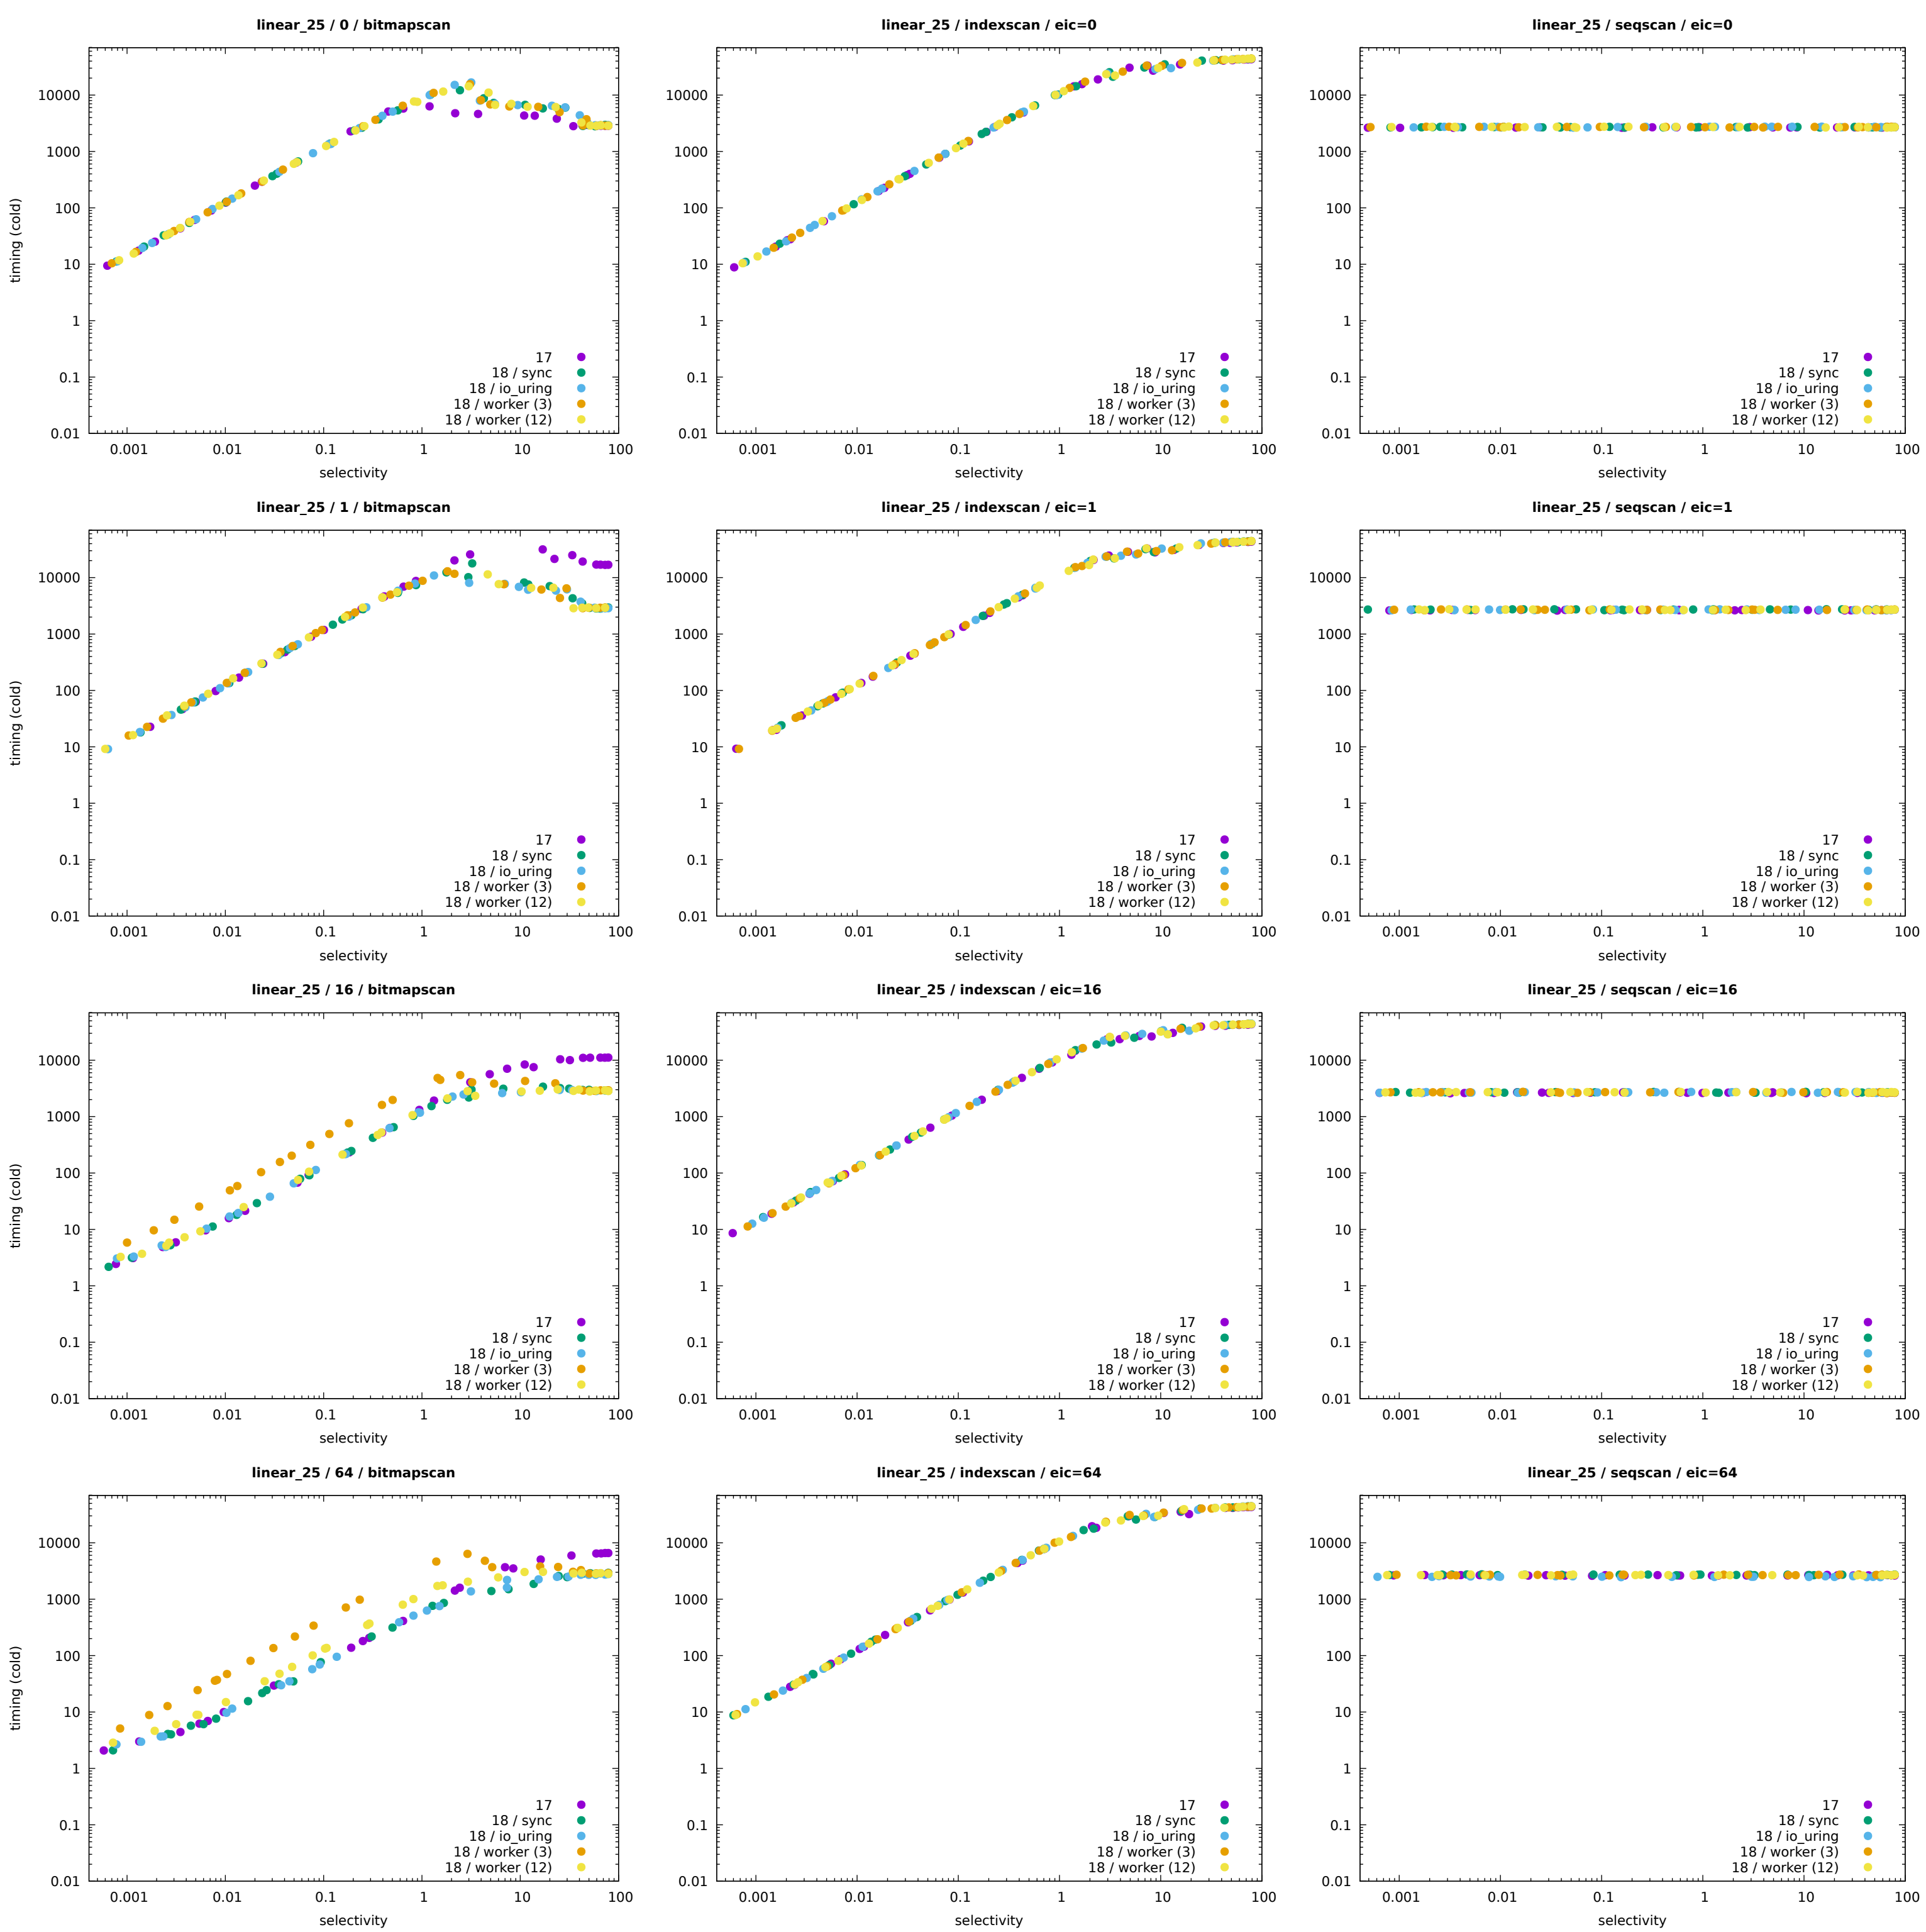 linear_25 / 0 / bitmapscan
timing (cold)
10000
1000
100
10
1
0.1
0.01
17
18 / sync
18 / io_uring
18 / worker (3)
18 / worker (12)
0.001 0.01 0.1 1 10 100
selectivity
linear_25 / indexscan / eic=0
10000
1000
100
10
1
0.1
0.01
17
18 / sync
18 / io_uring
18 / worker (3)
18 / worker (12)
0.001 0.01 0.1 1 10 100
selectivity
linear_25 / seqscan / eic=0
10000
1000
100
10
1
0.1
0.01
17
18 / sync
18 / io_uring
18 / worker (3)
18 / worker (12)
0.001 0.01 0.1 1 10 100
selectivity
linear_25 / 1 / bitmapscan
timing (cold)
10000
1000
100
10
1
0.1
0.01
17
18 / sync
18 / io_uring
18 / worker (3)
18 / worker (12)
0.001 0.01 0.1 1 10 100
selectivity
linear_25 / indexscan / eic=1
10000
1000
100
10
1
0.1
0.01
17
18 / sync
18 / io_uring
18 / worker (3)
18 / worker (12)
0.001 0.01 0.1 1 10 100
selectivity
linear_25 / seqscan / eic=1
10000
1000
100
10
1
0.1
0.01
17
18 / sync
18 / io_uring
18 / worker (3)
18 / worker (12)
0.001 0.01 0.1 1 10 100
selectivity
linear_25 / 16 / bitmapscan
timing (cold)
10000
1000
100
10
1
0.1
0.01
17
18 / sync
18 / io_uring
18 / worker (3)
18 / worker (12)
0.001 0.01 0.1 1 10 100
selectivity
linear_25 / indexscan / eic=16
10000
1000
100
10
1
0.1
0.01
17
18 / sync
18 / io_uring
18 / worker (3)
18 / worker (12)
0.001 0.01 0.1 1 10 100
selectivity
linear_25 / seqscan / eic=16
10000
1000
100
10
1
0.1
0.01
17
18 / sync
18 / io_uring
18 / worker (3)
18 / worker (12)
0.001 0.01 0.1 1 10 100
selectivity
linear_25 / 64 / bitmapscan
timing (cold)
10000
1000
100
10
1
0.1
0.01
17
18 / sync
18 / io_uring
18 / worker (3)
18 / worker (12)
0.001 0.01 0.1 1 10 100
selectivity
linear_25 / indexscan / eic=64
10000
1000
100
10
1
0.1
0.01
17
18 / sync
18 / io_uring
18 / worker (3)
18 / worker (12)
0.001 0.01 0.1 1 10 100
selectivity
linear_25 / seqscan / eic=64
10000
1000
100
10
1
0.1
0.01
17
18 / sync
18 / io_uring
18 / worker (3)
18 / worker (12)
0.001 0.01 0.1 1 10 100
selectivity